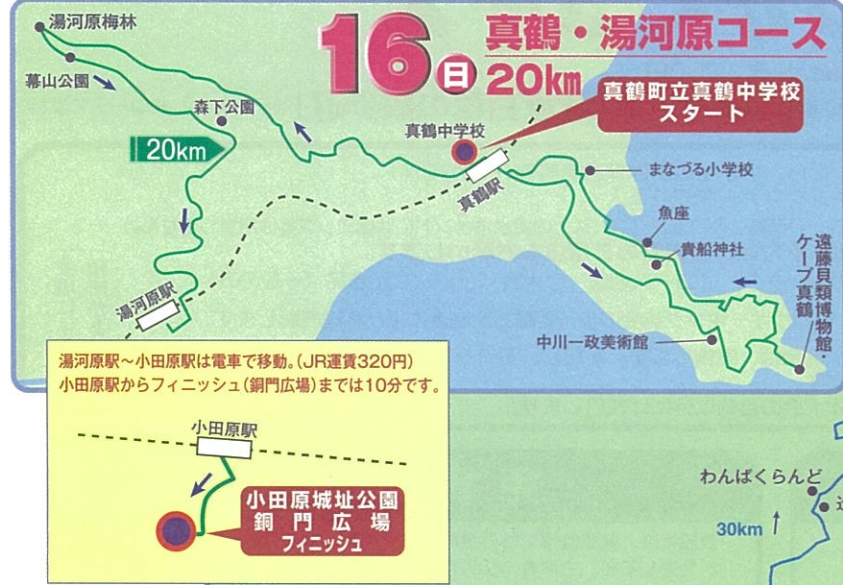 16
日
真鶴・湯河原コース
20km
真鶴町立真鶴中学校
スタート
湯河原梅林
幕山公園
森下公園
20km
真鶴中学校
真鶴駅
まなづる小学校
魚座
貴船神社
遠藤貝類博物館・
ケープ真鶴
中川一政美術館
湯河原駅
湯河原駅～小田原駅は電車で移動。(JR運賃320円)
小田原駅からフィニッシュ(銅門広場)までは10分です。
小田原駅
小田原城址公園
銅門広場
フィニッシュ
わんぱくらんど
30km